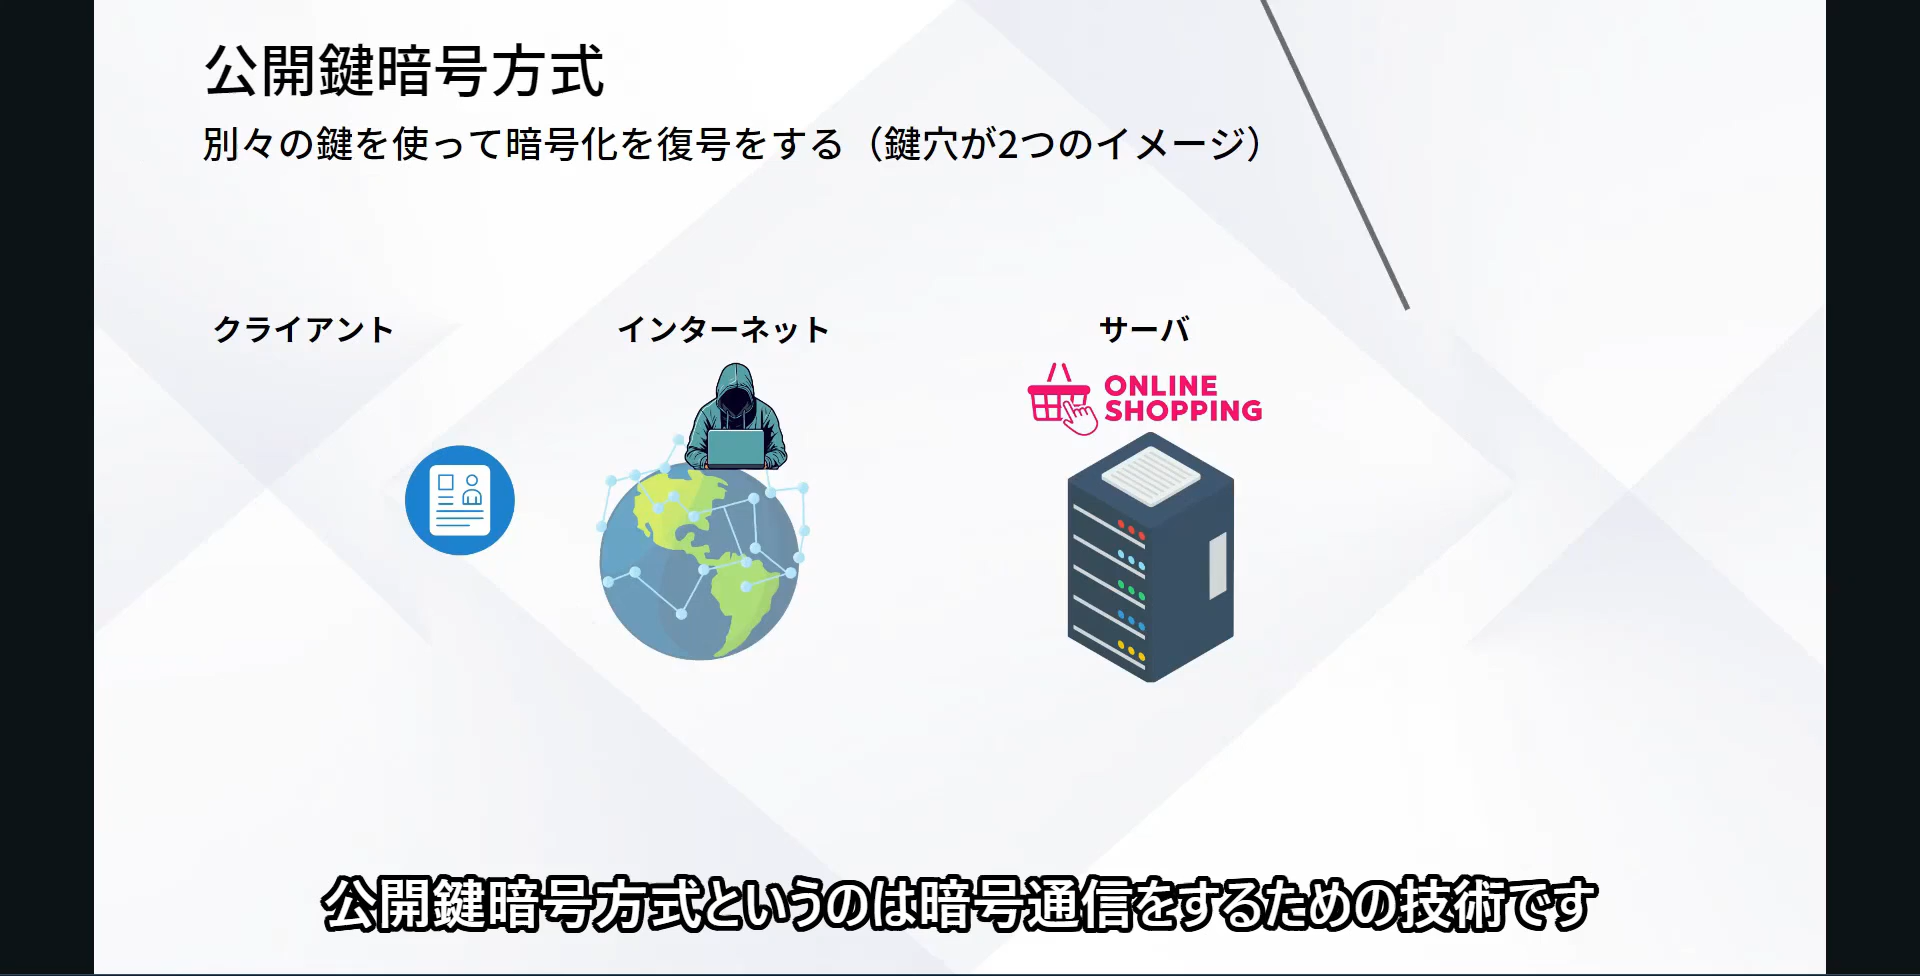 公開鍵暗号方式
別々の鍵を使って暗号化を復号をする（鍵穴が2つのイメージ）
クライアント
インターネット
サーバ
ONLINE
SHOPPING
公開鍵暗号方式というのは暗号通信をするための技術です